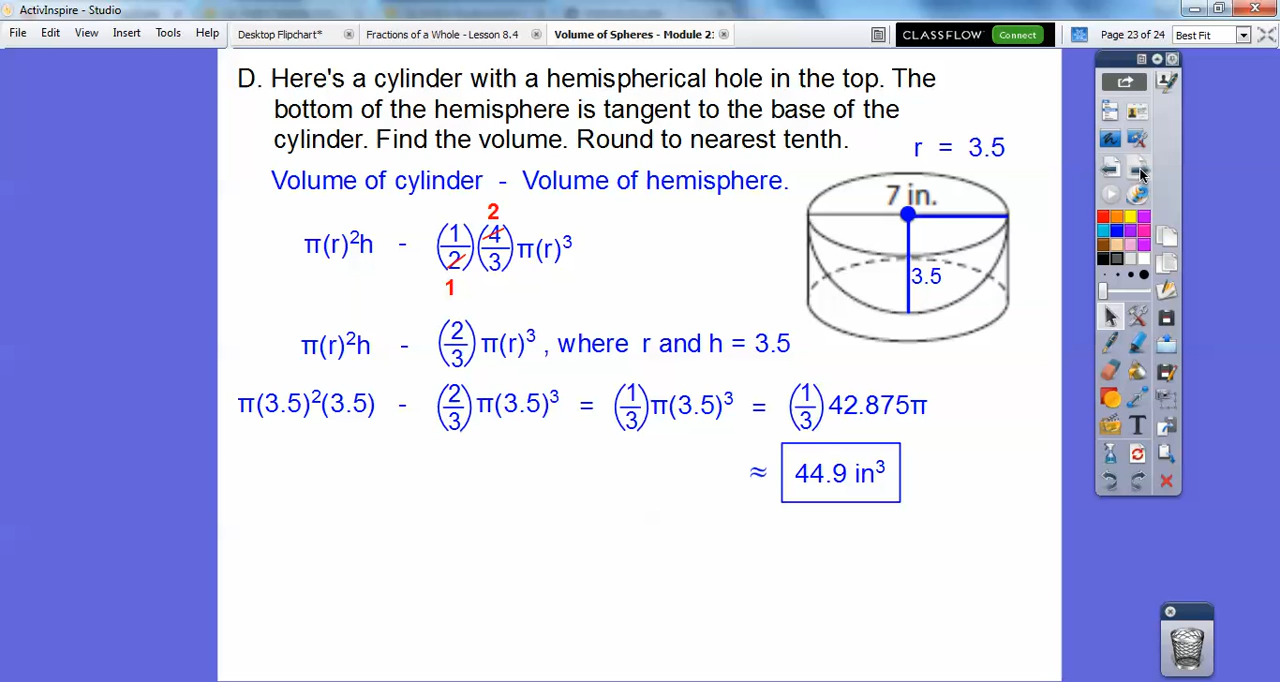 ActivInspire - Studio
File Edit View Insert Tools Help
Desktop Flipchart* Fractions of a Whole - Lesson 8.4 Volume of Spheres - Module 21
CLASSFLOW Connect
Page 23 of 24 Best Fit
D. Here's a cylinder with a hemispherical hole in the top. The
bottom of the hemisphere is tangent to the base of the
cylinder. Find the volume. Round to nearest tenth.
r = 3.5
Volume of cylinder - Volume of hemisphere.
7 in.
3.5
2
π(r)²h - (1/2)(4/3)π(r)³
1
π(r)²h - (2/3)π(r)³ , where r and h = 3.5
π(3.5)²(3.5) - (2/3)π(3.5)³ = (1/3)π(3.5)³ = (1/3)42.875π
≈ 44.9 in³